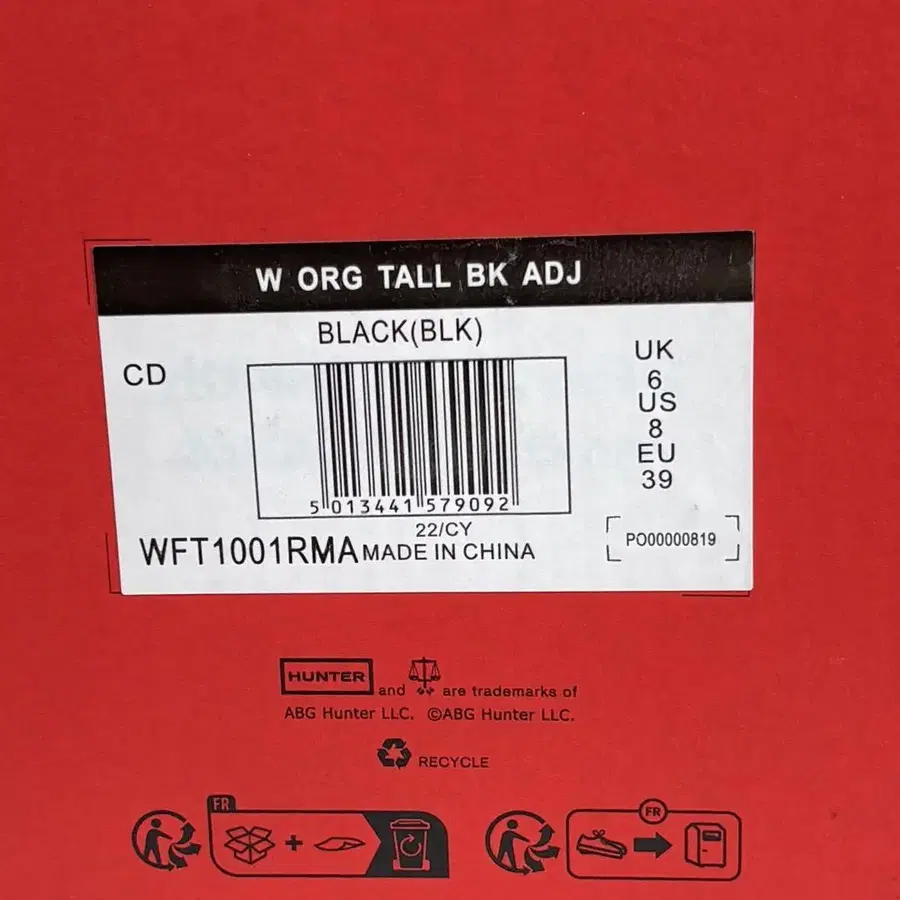 W ORG TALL BK ADJ
BLACK(BLK)
CD
UK
6
US
8
EU
39
5 013441 579092
22/CY
WFT1001RMA MADE IN CHINA
PO00000819
HUNTER and are trademarks of
ABG Hunter LLC. ©ABG Hunter LLC.
RECYCLE
FR
+
FR